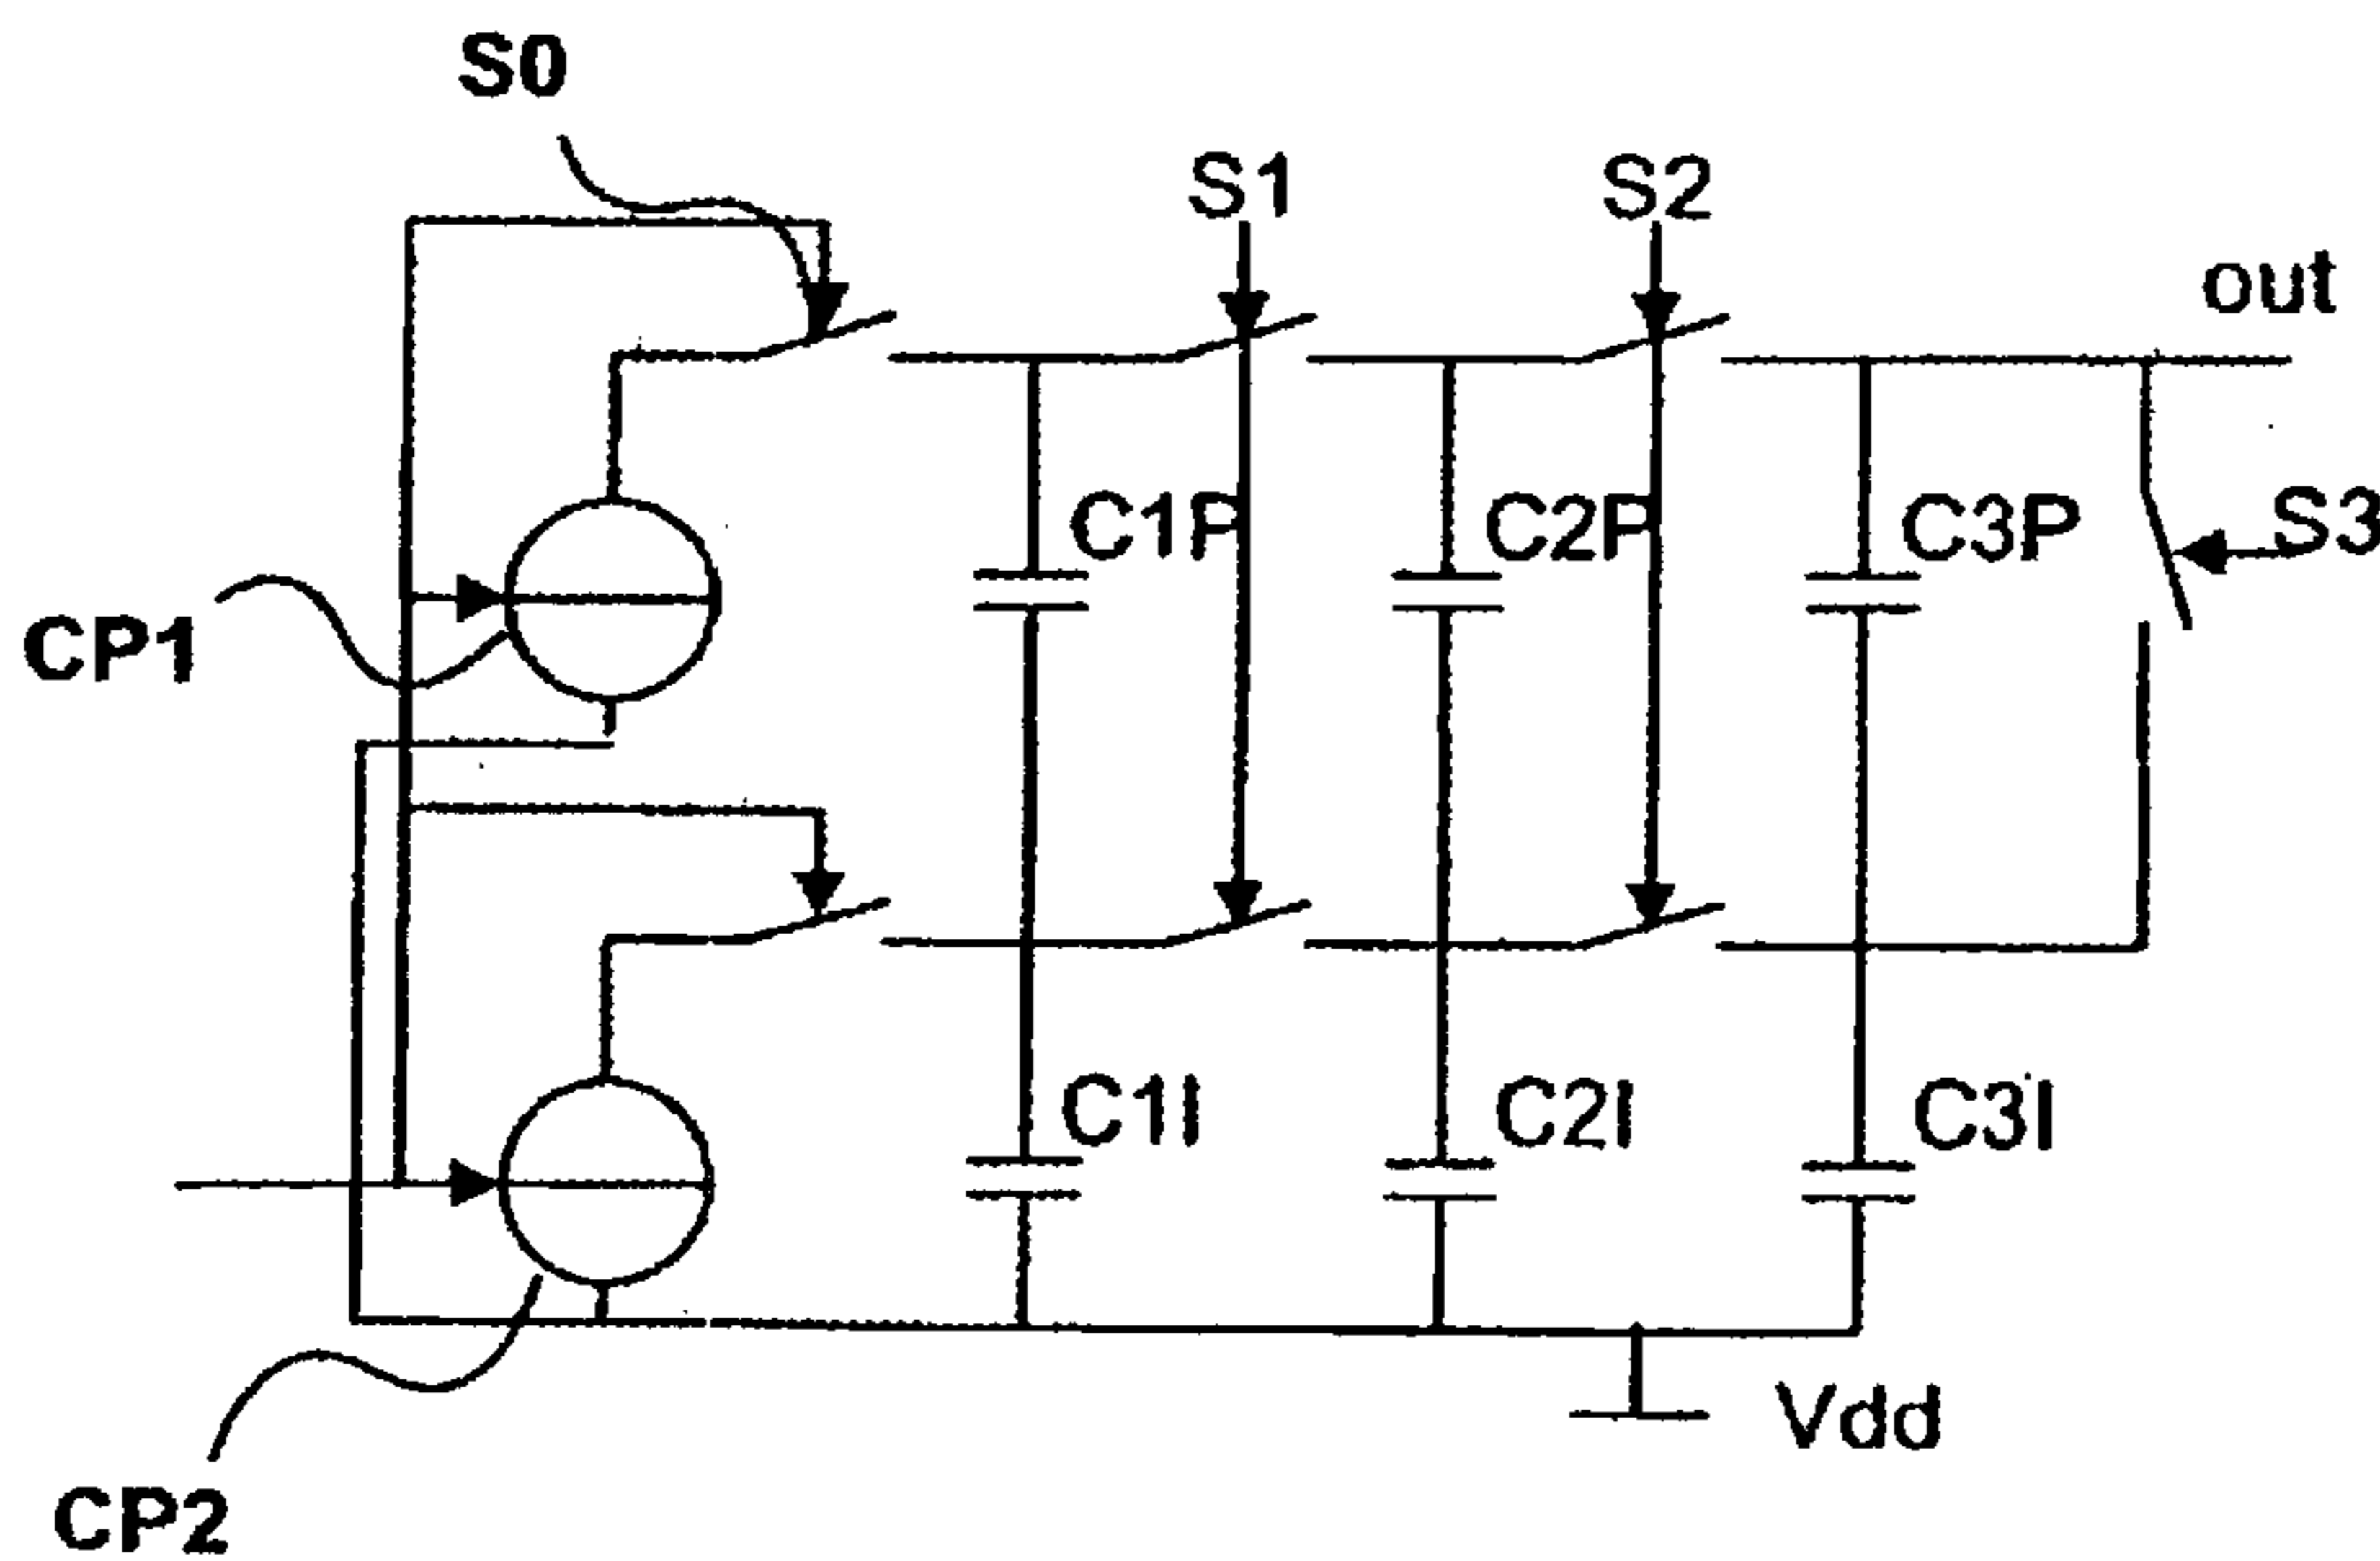 S0
S1
S2
out
C1P
C2P
C3P
S3
CP1
C1I
C2I
C3I
Vdd
CP2